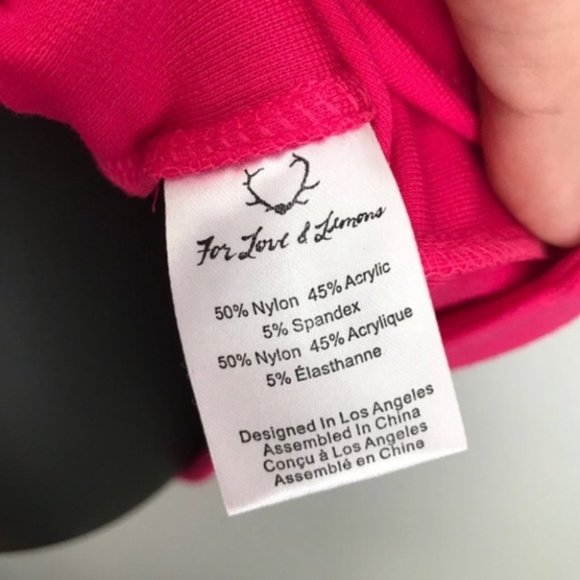 For Love & Lemons
50% Nylon 45% Acrylic
5% Spandex
50% Nylon 45% Acrylique
5% Élasthanne
Designed In Los Angeles
Assembled In China
Conçu à Los Angeles
Assemblé en Chine